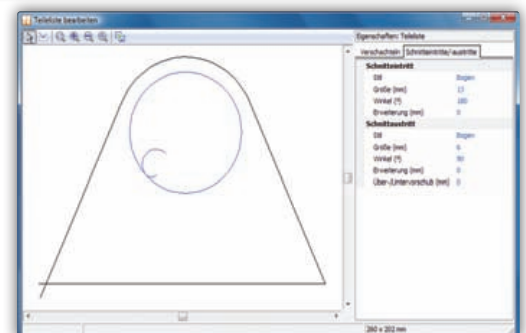 Teileliste bearbeiten
Eigenschaften: Teileliste
Verschachteln Schnitteintritte/-austritte
Schnitteintritt
Stil Bogen
Größe (mm) 13
Winkel (º) 180
Erweiterung (mm) 0
Schnittaustritt
Stil Bogen
Größe (mm) 6
Winkel (º) 90
Erweiterung (mm) 0
Über-/Untervorschub (mm) 0
260 x 202 mm